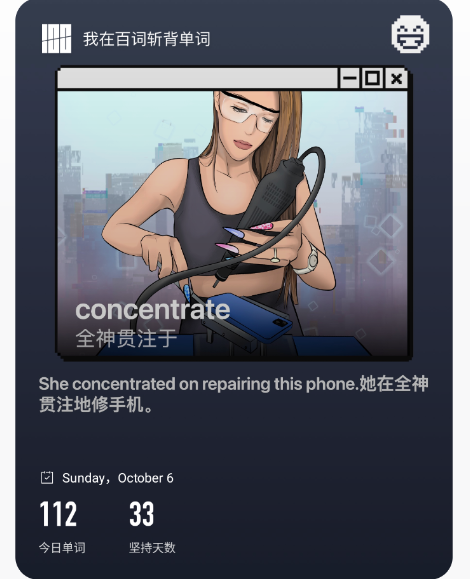 我在百词斩背单词
concentrate
全神贯注于
She concentrated on repairing this phone.她在全神
贯注地修手机。
Sunday，October 6
112 33
今日单词 坚持天数